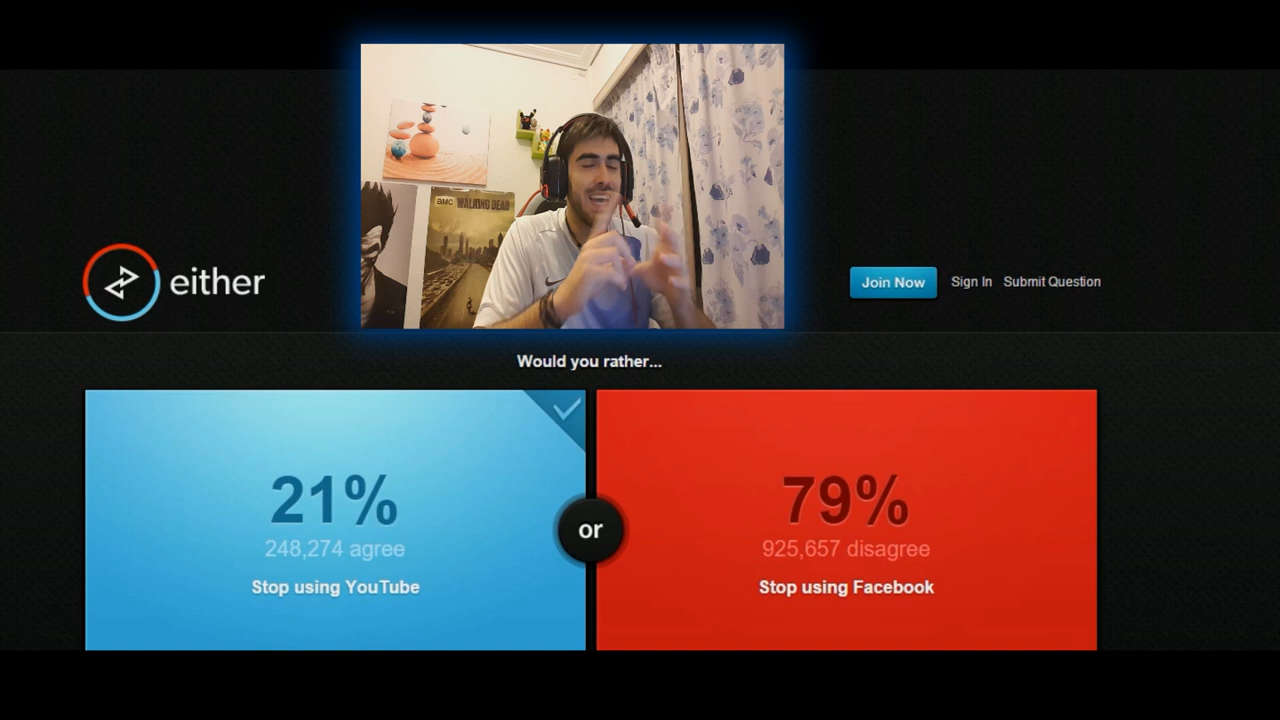 AMC WALKING DEAD
either
Join Now Sign In Submit Question
Would you rather...
21%
248,274 agree
Stop using YouTube
or
79%
925,657 disagree
Stop using Facebook